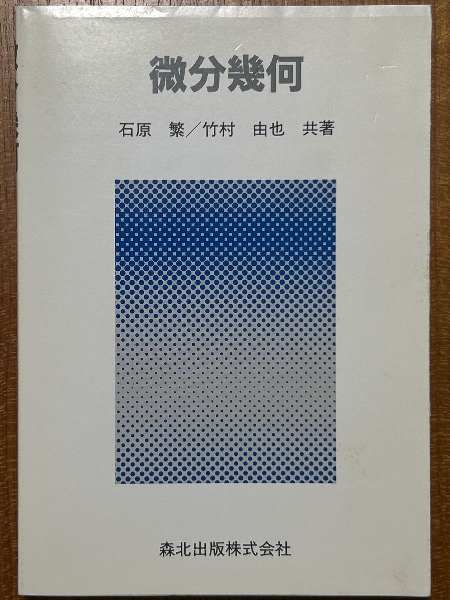 微分幾何
石原 繁／竹村 由也 共著
森北出版株式会社